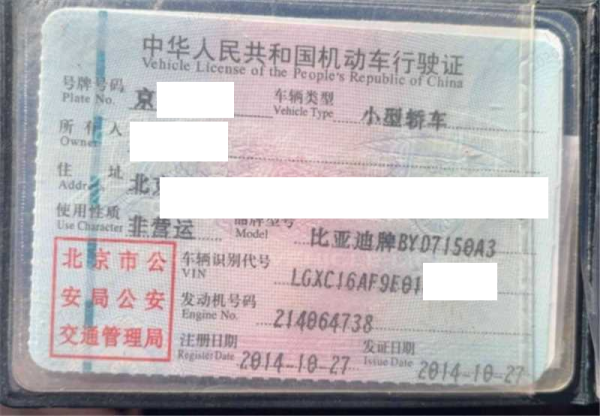 中华人民共和国机动车行驶证
Vehicle License of the People's Republic of China
号牌号码 京 车辆类型 小型轿车
Plate No. Vehicle Type
所有人
Owner
住址 北
Address
使用性质 非营运 品牌型号 比亚迪牌BYD7150A3
Use Character Model
北京市公安局公安交通管理局
车辆识别代号 LGXC16AF9E01
VIN
发动机号码 214064738
Engine No.
注册日期 2014-10-27 发证日期 2014-10-27
Register Date Issue Date